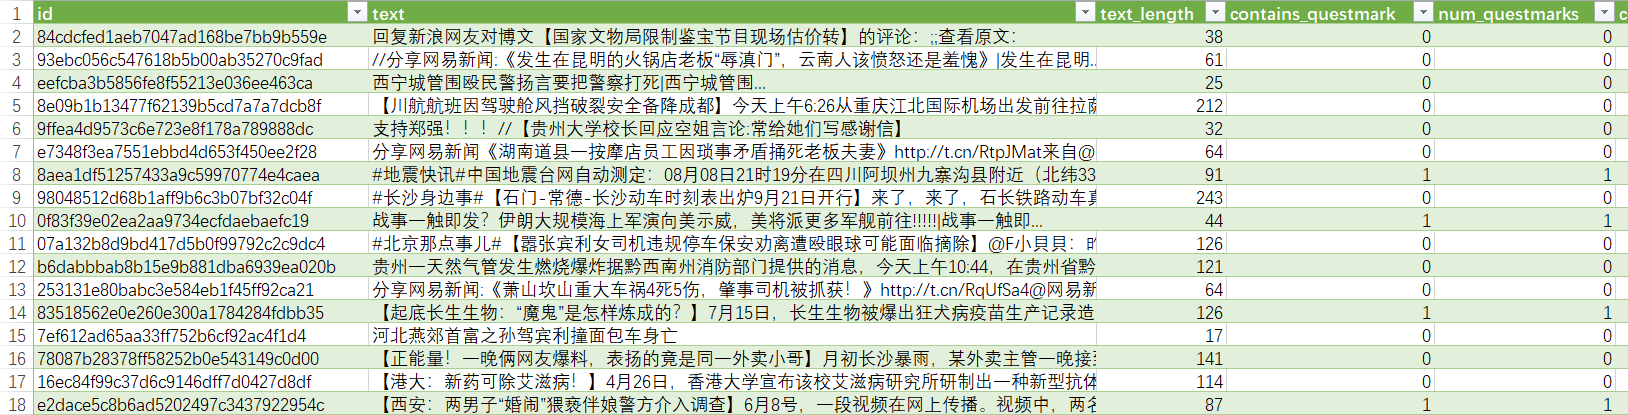 1 id text text_length contains_questmark num_questmarks c
2 84cdcfed1aeb7047ad168be7bb9b559e 回复新浪网友对博文【国家文物局限制鉴宝节目现场估价转】的评论：;;查看原文： 38 0 0
3 93ebc056c547618b5b00ab35270c9fad //分享网易新闻:《发生在昆明的火锅店老板“辱滇门”，云南人该愤怒还是羞愧》|发生在昆明... 61 0 0
4 eefcba3b5856fe8f55213e036ee463ca 西宁城管围殴民警扬言要把警察打死|西宁城管围... 25 0 0
5 8e09b1b13477f62139b5cd7a7a7dcb8f 【川航航班因驾驶舱风挡破裂安全备降成都】今天上午6:26从重庆江北国际机场出发前往拉萨 212 0 0
6 9ffea4d9573c6e723e8f178a789888dc 支持郑强！！！//【贵州大学校长回应空姐言论:常给她们写感谢信】 32 0 0
7 e7348f3ea7551ebbd4d653f450ee2f28 分享网易新闻《湖南道县一按摩店员工因琐事矛盾捅死老板夫妻》http://t.cn/RtpJMat来自@ 64 0 0
8 8aea1df51257433a9c59970774e4caea #地震快讯#中国地震台网自动测定：08月08日21时19分在四川阿坝州九寨沟县附近（北纬33 91 1 1
9 98048512d68b1aff9b6c3b07bf32c04f #长沙身边事#【石门-常德-长沙动车时刻表出炉9月21日开行】来了，来了，石长铁路动车真 243 0 0
10 0f83f39e02ea2aa9734ecfdaebaefc19 战事一触即发？伊朗大规模海上军演向美示威，美将派更多军舰前往!!!!!|战事一触即... 44 1 1
11 07a132b8d9bd417d5b0f99792c2c9dc4 #北京那点事儿#【嚣张宾利女司机违规停车保安劝离遭殴眼球可能面临摘除】@F小贝贝： 126 0 0
12 b6dabbbab8b15e9b881dba6939ea020b 贵州一天然气管发生燃烧爆炸据黔西南州消防部门提供的消息，今天上午10:44，在贵州省黔 121 0 0
13 253131e80babc3e584eb1f45ff92ca21 分享网易新闻:《萧山坎山重大车祸4死5伤，肇事司机被抓获！》http://t.cn/RqUfSa4@网易新 64 0 0
14 83518562e0e260e300a1784284fdbb35 【起底长生生物：“魔鬼”是怎样炼成的？】7月15日，长生生物被爆出狂犬病疫苗生产记录造 126 1 1
15 7ef612ad65aa33ff752b6cf92ac4f1d4 河北燕郊首富之孙驾宾利撞面包车身亡 17 0 0
16 78087b28378ff58252b0e543149c0d00 【正能量！一晚俩网友爆料，表扬的竟是同一外卖小哥】月初长沙暴雨，某外卖主管一晚接到 141 0 0
17 16ec84f99c37d6c9146dff7d0427d8df 【港大：新药可除艾滋病！】4月26日，香港大学宣布该校艾滋病研究所研制出一种新型抗体 114 0 0
18 e2dace5c8b6ad5202497c3437922954c 【西安：两男子“婚闹”猥亵伴娘警方介入调查】6月8号，一段视频在网上传播。视频中，两名 87 1 1